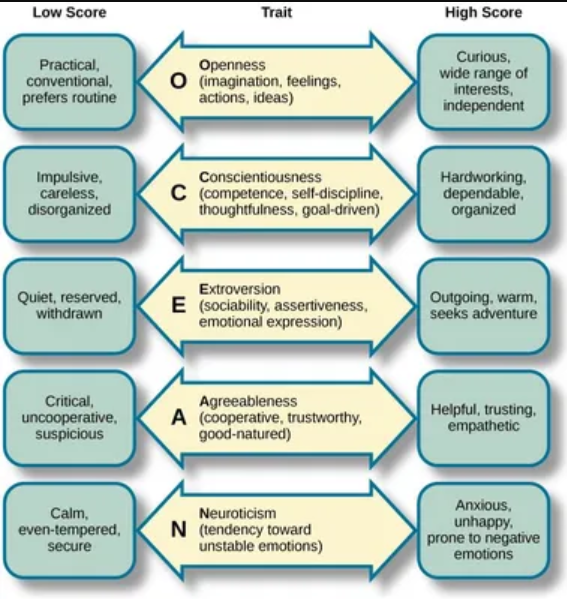 Low Score
Trait
High Score
Practical,
conventional,
prefers routine
O
Openness
(imagination, feelings,
actions, ideas)
Curious,
wide range of
interests,
independent
Impulsive,
careless,
disorganized
C
Conscientiousness
(competence, self-discipline,
thoughtfulness, goal-driven)
Hardworking,
dependable,
organized
Quiet, reserved,
withdrawn
E
Extroversion
(sociability, assertiveness,
emotional expression)
Outgoing, warm,
seeks adventure
Critical,
uncooperative,
suspicious
A
Agreeableness
(cooperative, trustworthy,
good-natured)
Helpful, trusting,
empathetic
Calm,
even-tempered,
secure
N
Neuroticism
(tendency toward
unstable emotions)
Anxious,
unhappy,
prone to negative
emotions